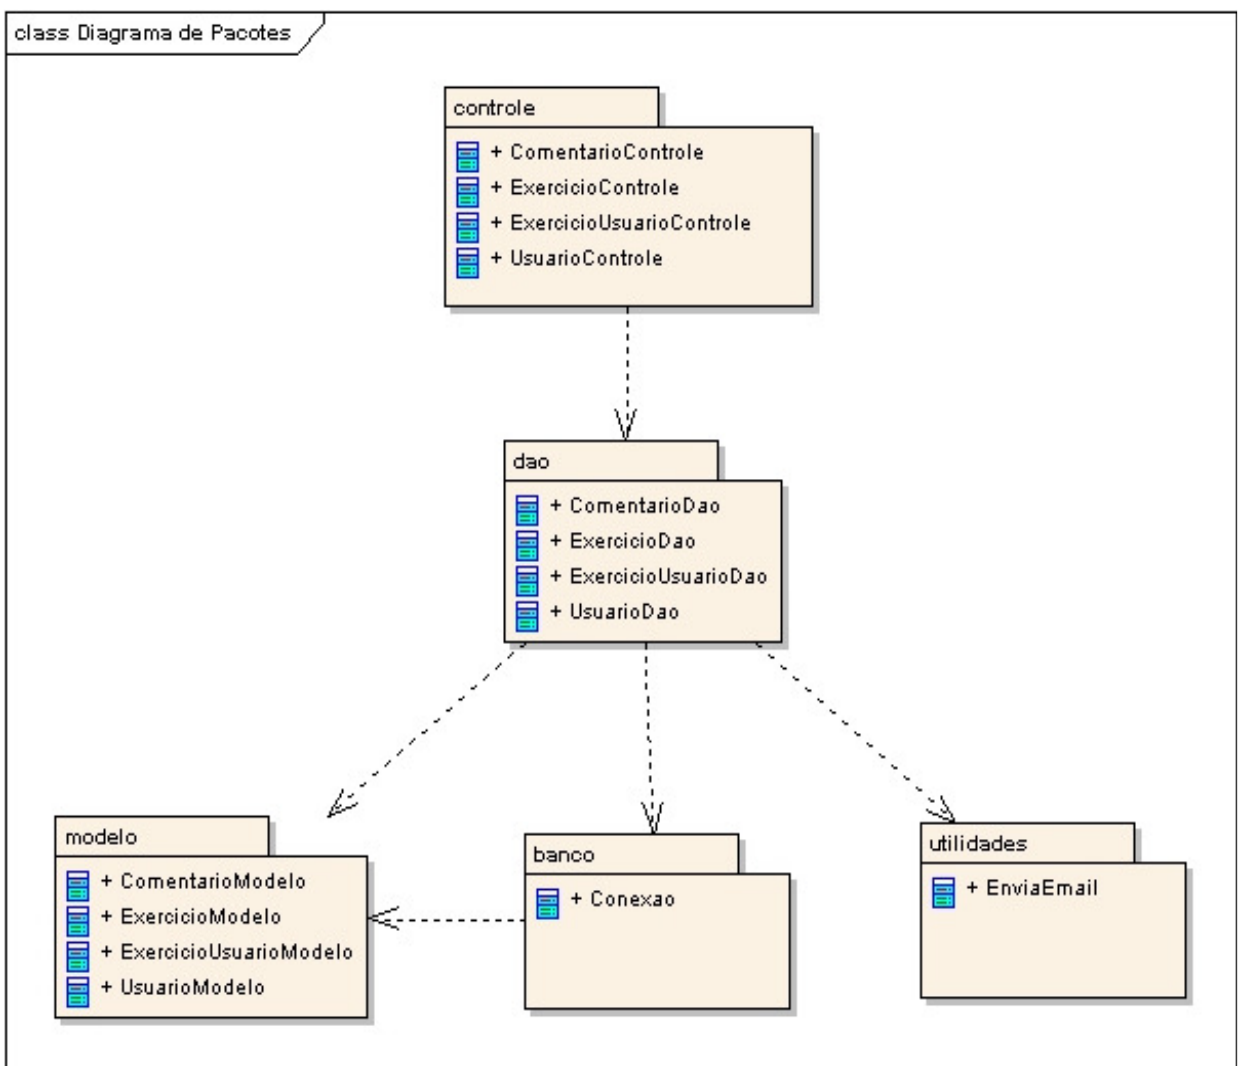 class Diagrama de Pacotes
controle
+ ComentarioControle
+ ExercicioControle
+ ExercicioUsuarioControle
+ UsuarioControle
dao
+ ComentarioDao
+ ExercicioDao
+ ExercicioUsuarioDao
+ UsuarioDao
modelo
+ ComentarioModelo
+ ExercicioModelo
+ ExercicioUsuarioModelo
+ UsuarioModelo
banco
+ Conexao
utilidades
+ EnviaEmail